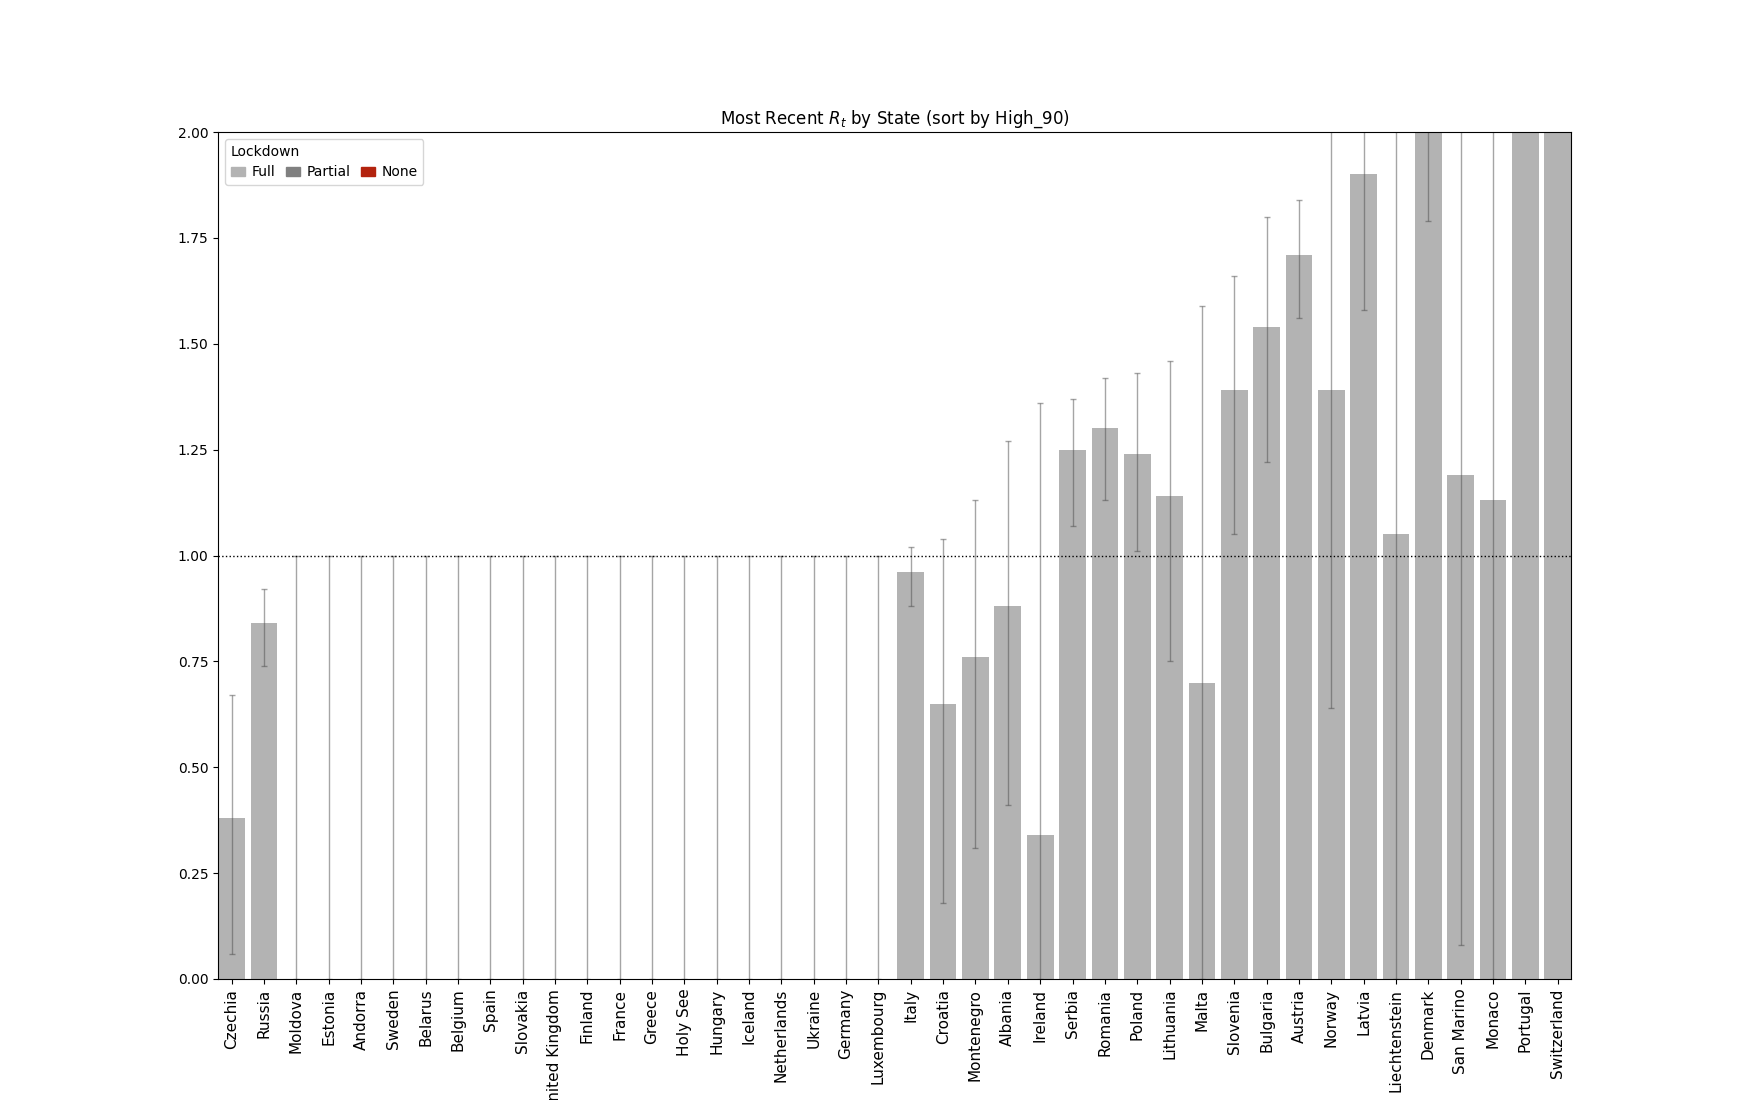 Most Recent R_t by State (sort by High_90)
Lockdown
Full Partial None
2.00
1.75
1.50
1.25
1.00
0.75
0.50
0.25
0.00
Czechia
Russia
Moldova
Estonia
Andorra
Sweden
Belarus
Belgium
Spain
Slovakia
nited Kingdom
Finland
France
Greece
Holy See
Hungary
Iceland
Netherlands
Ukraine
Germany
Luxembourg
Italy
Croatia
Montenegro
Albania
Ireland
Serbia
Romania
Poland
Lithuania
Malta
Slovenia
Bulgaria
Austria
Norway
Latvia
Liechtenstein
Denmark
San Marino
Monaco
Portugal
Switzerland